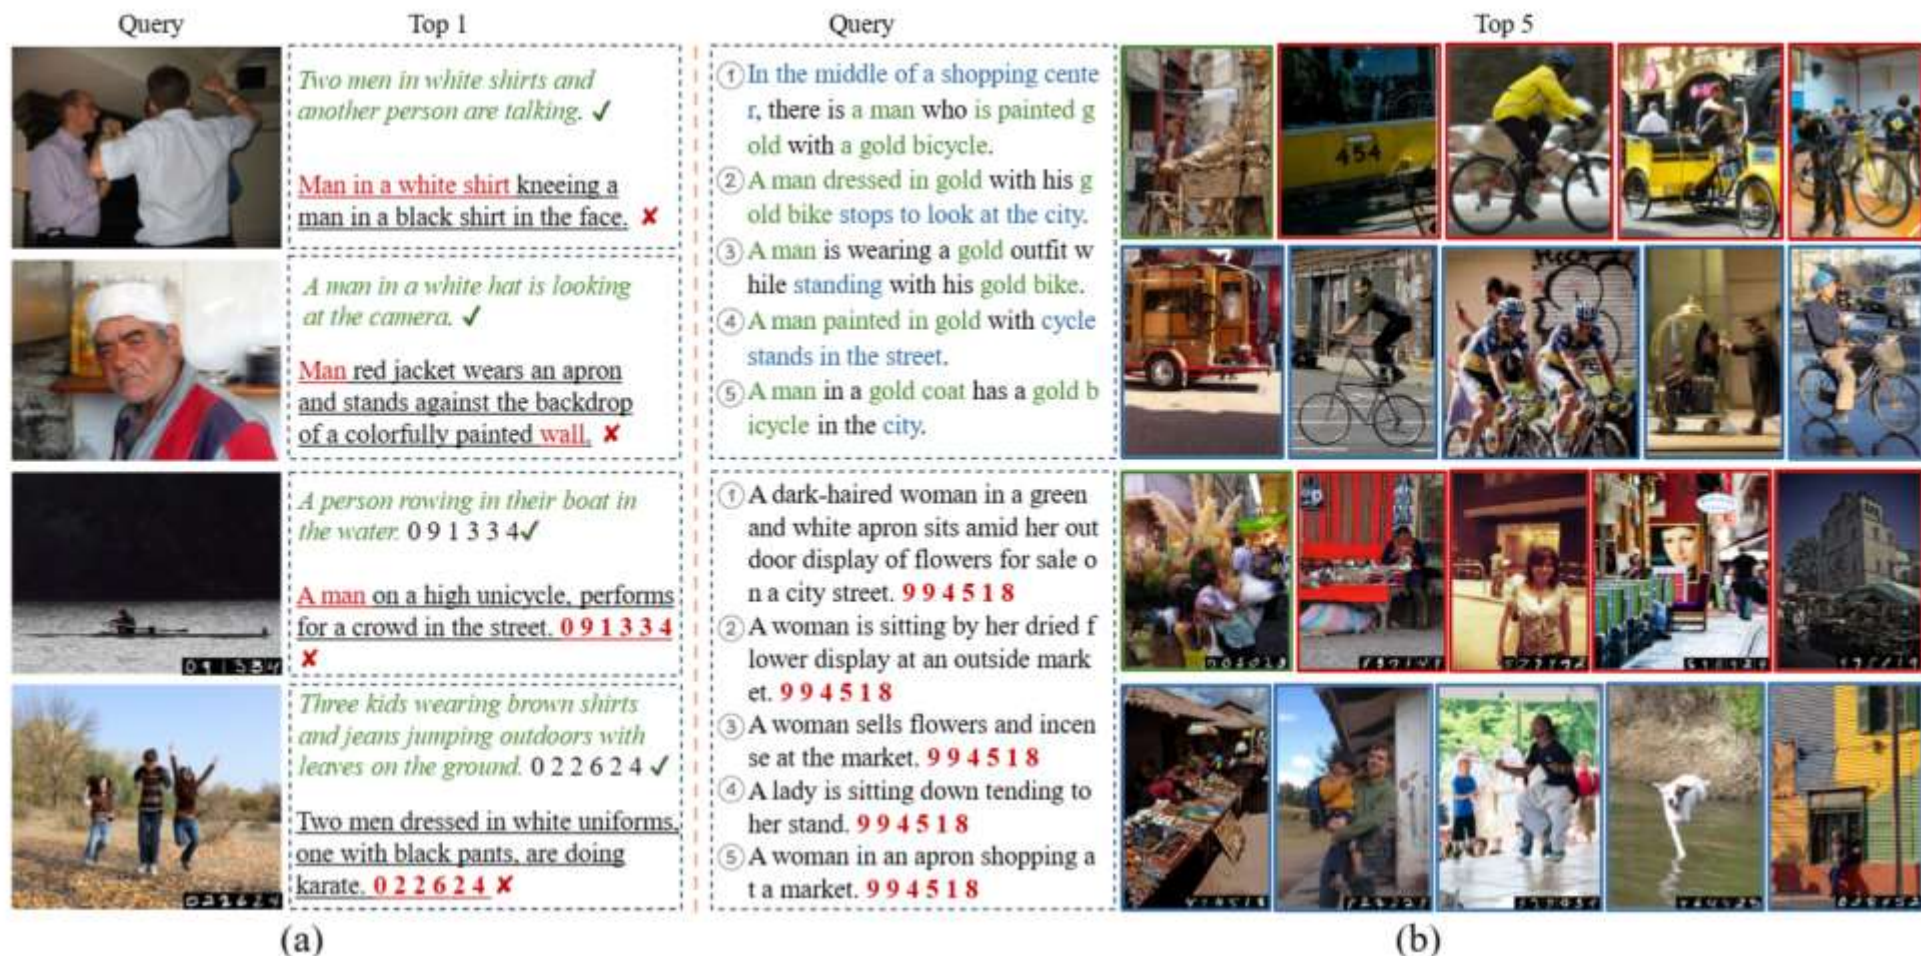 Query
Top 1
Two men in white shirts and
another person are talking. ✓
Man in a white shirt kneeing a
man in a black shirt in the face. ✘
A man in a white hat is looking
at the camera. ✓
Man red jacket wears an apron
and stands against the backdrop
of a colorfully painted wall. ✘
A person rowing in their boat in
the water. 0 9 1 3 3 4 ✓
A man on a high unicycle, performs
for a crowd in the street. 0 9 1 3 3 4
✘
0 9 1 3 3 4
Three kids wearing brown shirts
and jeans jumping outdoors with
leaves on the ground. 0 2 2 6 2 4 ✓
Two men dressed in white uniforms,
one with black pants, are doing
karate. 0 2 2 6 2 4 ✘
0 2 2 6 2 4
(a)
Query
Top 5
① In the middle of a shopping cente
r, there is a man who is painted g
old with a gold bicycle.
② A man dressed in gold with his g
old bike stops to look at the city.
③ A man is wearing a gold outfit w
hile standing with his gold bike.
④ A man painted in gold with cycle
stands in the street.
⑤ A man in a gold coat has a gold b
icycle in the city.
454
① A dark-haired woman in a green
and white apron sits amid her out
door display of flowers for sale o
n a city street. 9 9 4 5 1 8
② A woman is sitting by her dried f
lower display at an outside mark
et. 9 9 4 5 1 8
③ A woman sells flowers and incen
se at the market. 9 9 4 5 1 8
④ A lady is sitting down tending to
her stand. 9 9 4 5 1 8
⑤ A woman in an apron shopping a
t a market. 9 9 4 5 1 8
(b)